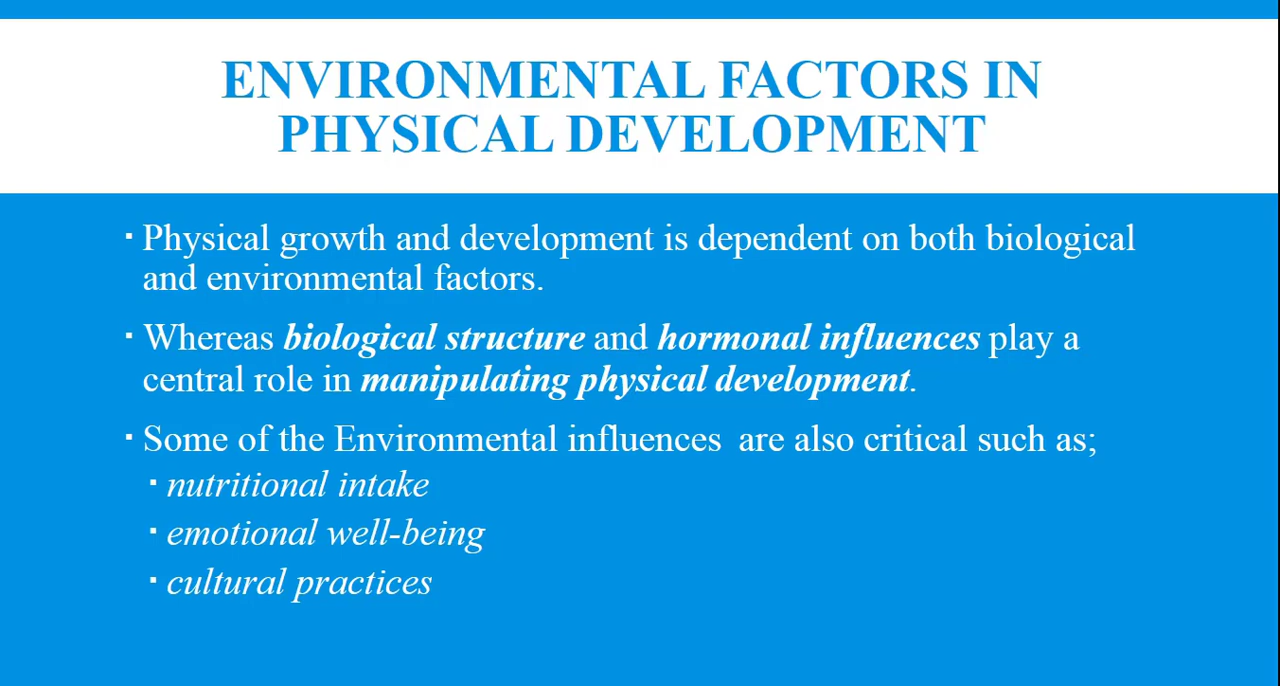 ENVIRONMENTAL FACTORS IN
PHYSICAL DEVELOPMENT
▪ Physical growth and development is dependent on both biological
and environmental factors.
▪ Whereas biological structure and hormonal influences play a
central role in manipulating physical development.
▪ Some of the Environmental influences are also critical such as;
▪ nutritional intake
▪ emotional well-being
▪ cultural practices